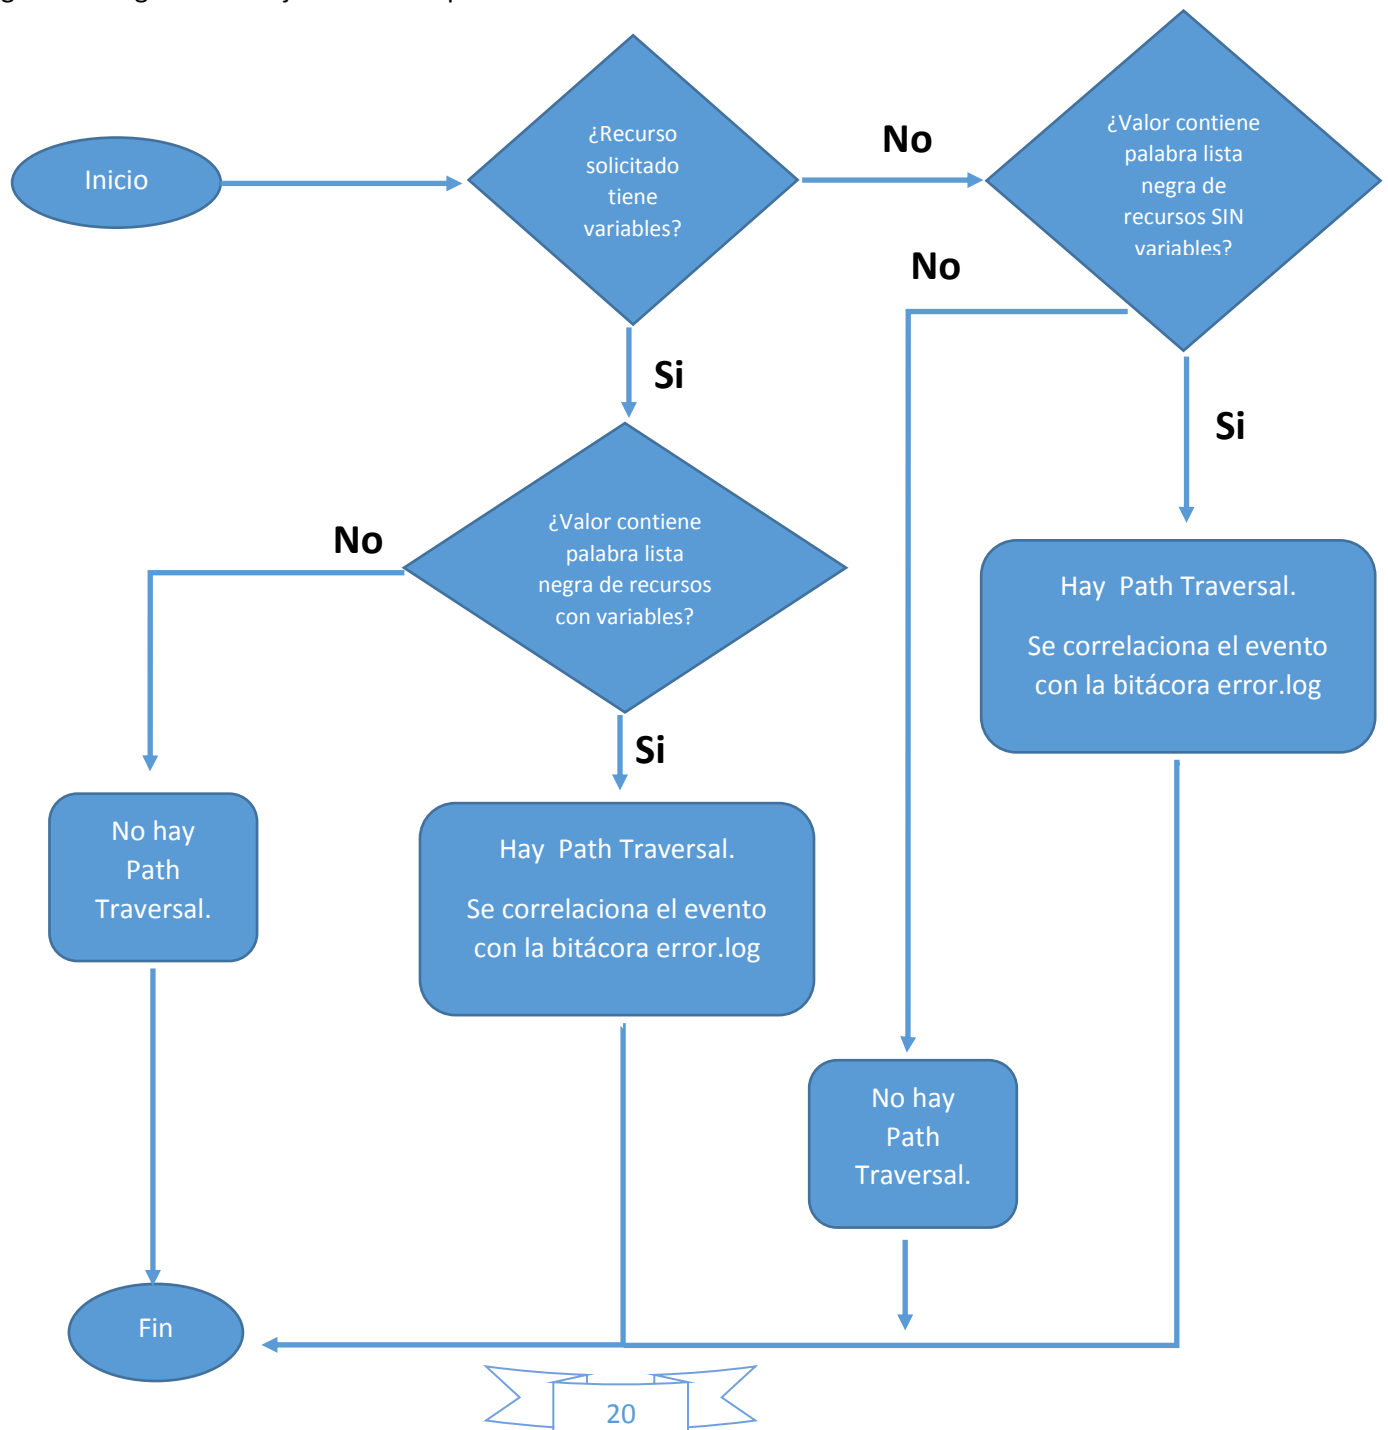 Inicio
¿Recurso
solicitado
tiene
variables?
No
¿Valor contiene
palabra lista
negra de
recursos SIN
variables?
No
Si
Si
¿Valor contiene
palabra lista
negra de recursos
con variables?
No
Si
Hay Path Traversal.
Se correlaciona el evento
con la bitácora error.log
No hay
Path
Traversal.
Hay Path Traversal.
Se correlaciona el evento
con la bitácora error.log
No hay
Path
Traversal.
Fin
20